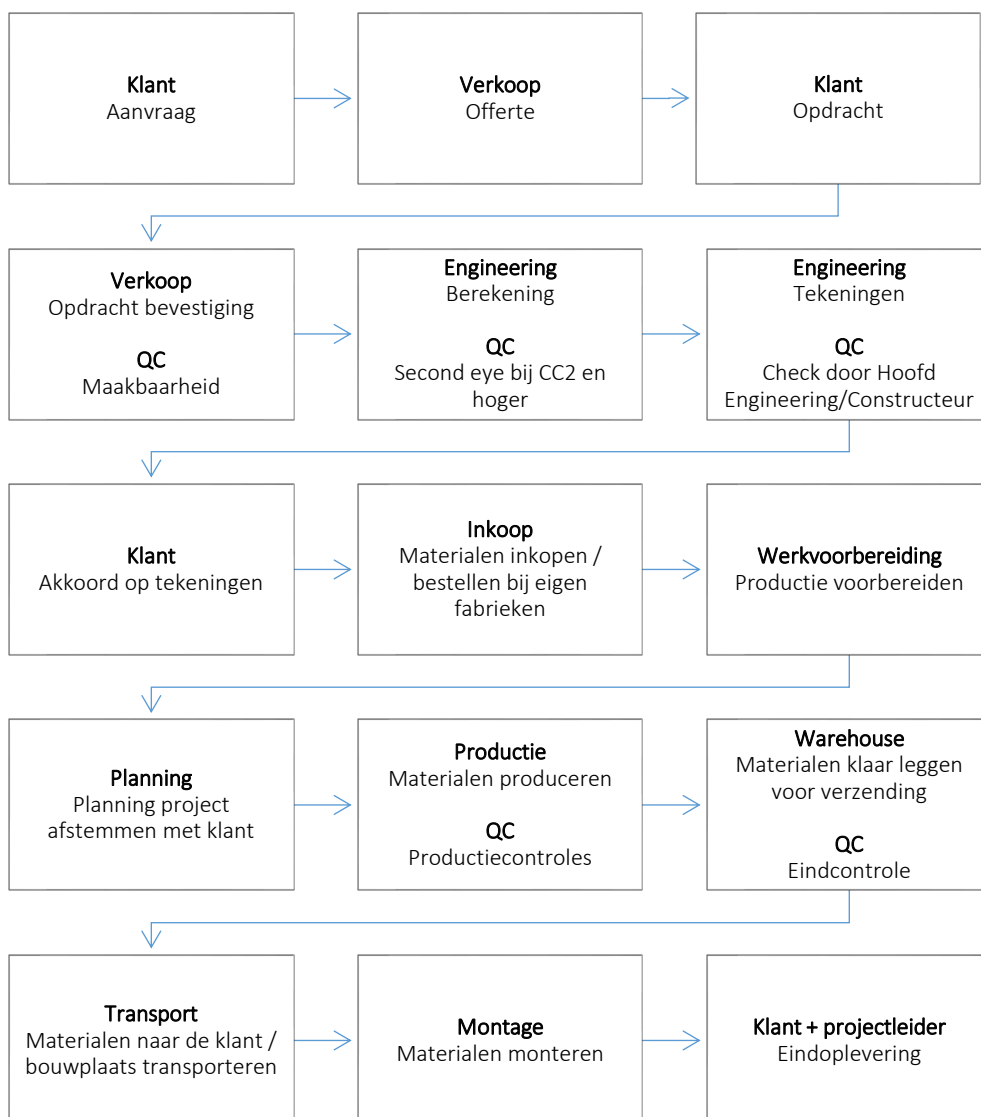 Klant
Aanvraag
Verkoop
Offerte
Klant
Opdracht
Verkoop
Opdracht bevestiging
QC
Maakbaarheid
Engineering
Berekening
QC
Second eye bij CC2 en
hoger
Engineering
Tekeningen
QC
Check door Hoofd
Engineering/Constructeur
Klant
Akkoord op tekeningen
Inkoop
Materialen inkopen /
bestellen bij eigen
fabrieken
Werkvoorbereiding
Productie voorbereiden
Planning
Planning project
afstemmen met klant
Productie
Materialen produceren
QC
Productiecontroles
Warehouse
Materialen klaar leggen
voor verzending
QC
Eindcontrole
Transport
Materialen naar de klant /
bouwplaats transporteren
Montage
Materialen monteren
Klant + projectleider
Eindoplevering